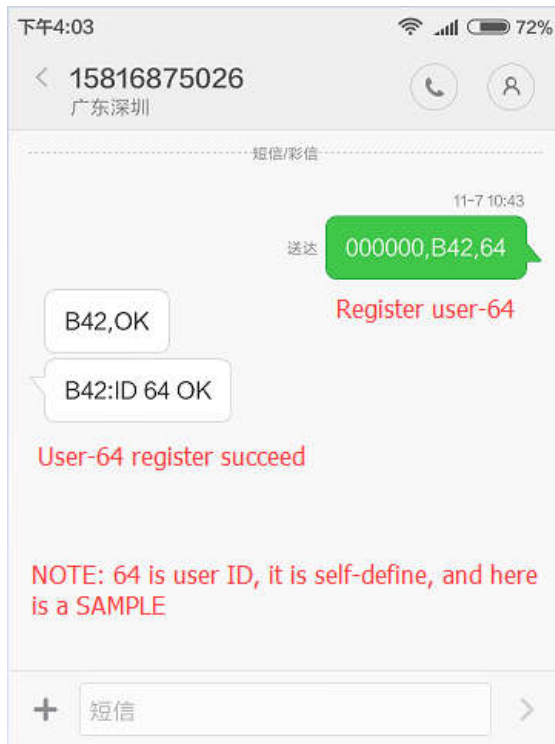 下午4:03
72%
15816875026
广东深圳
短信/彩信
11-7 10:43
送达
000000,B42,64
Register user-64
B42,OK
B42:ID 64 OK
User-64 register succeed
NOTE: 64 is user ID, it is self-define, and here
is a SAMPLE
短信